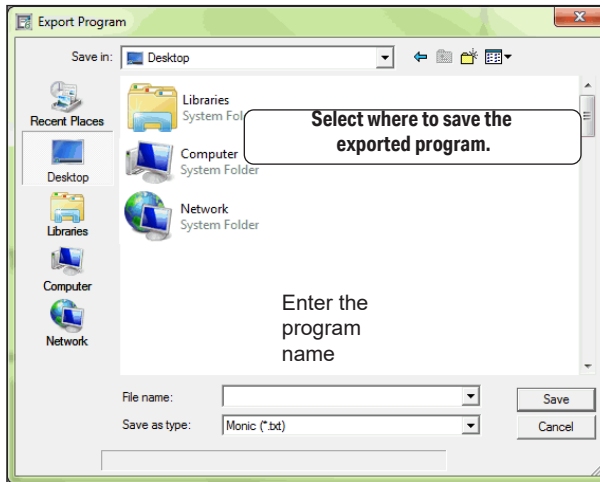 Export Program
Save in:
Desktop
Recent Places
Desktop
Libraries
Computer
Network
Libraries
Select where to save the
exported program.
Computer
System Folder
Network
System Folder
Enter the
program
name
File name:
Save
Save as type:
Monic (*.txt)
Cancel